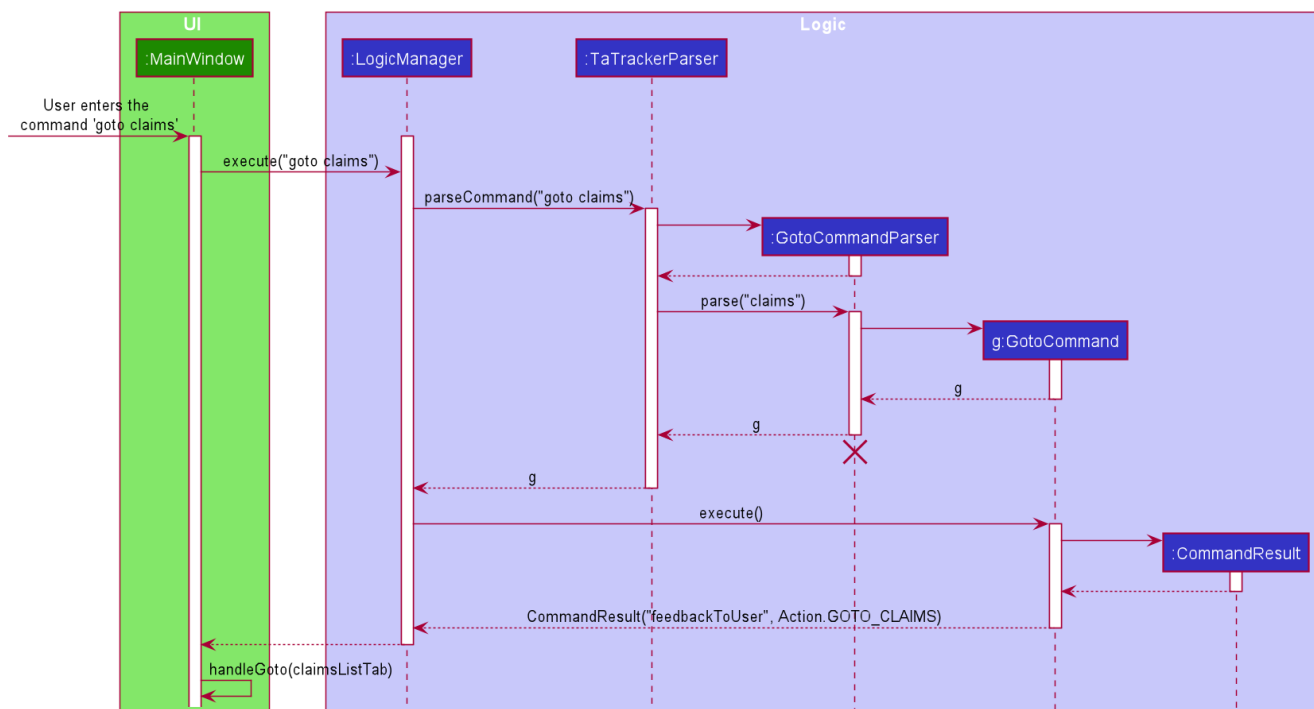 UI
Logic
:MainWindow
:LogicManager
:TaTrackerParser
User enters the
command 'goto claims'
execute("goto claims")
parseCommand("goto claims")
:GotoCommandParser
parse("claims")
g:GotoCommand
g
g
g
execute()
:CommandResult
CommandResult("feedbackToUser", Action.GOTO_CLAIMS)
handleGoto(claimsListTab)